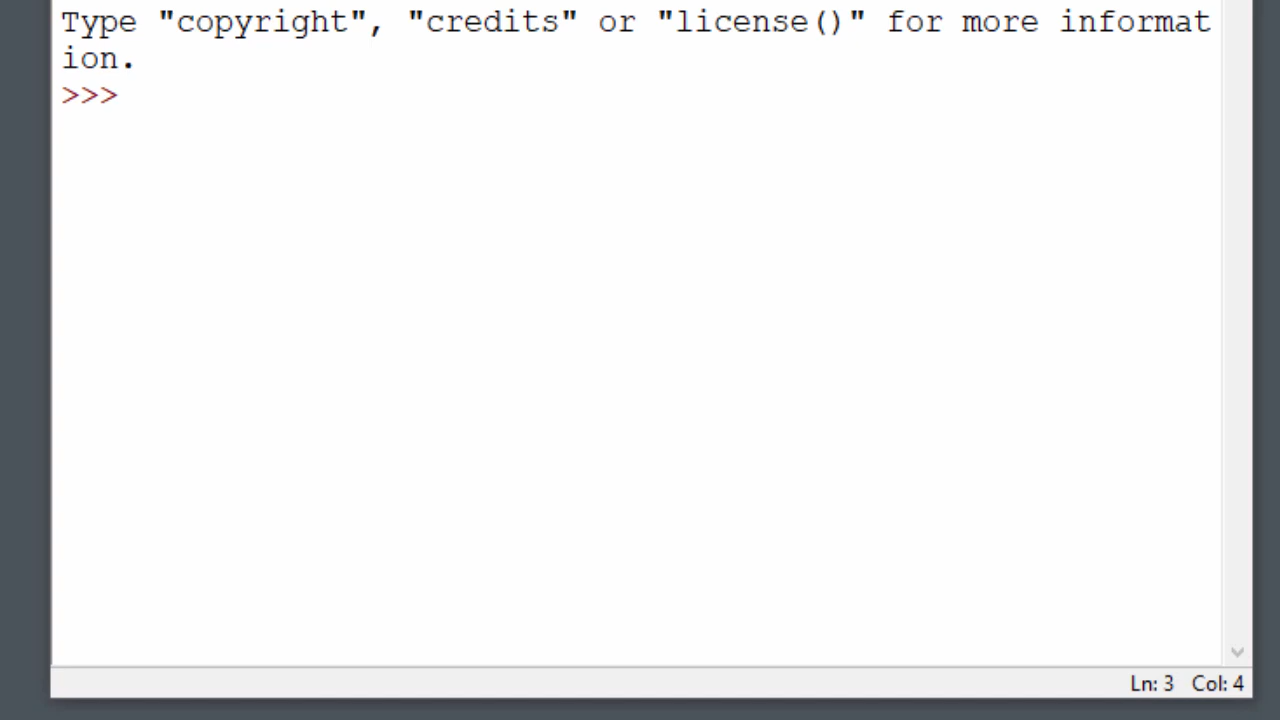 Type "copyright", "credits" or "license()" for more informat
ion.
>>>
Ln: 3 Col: 4